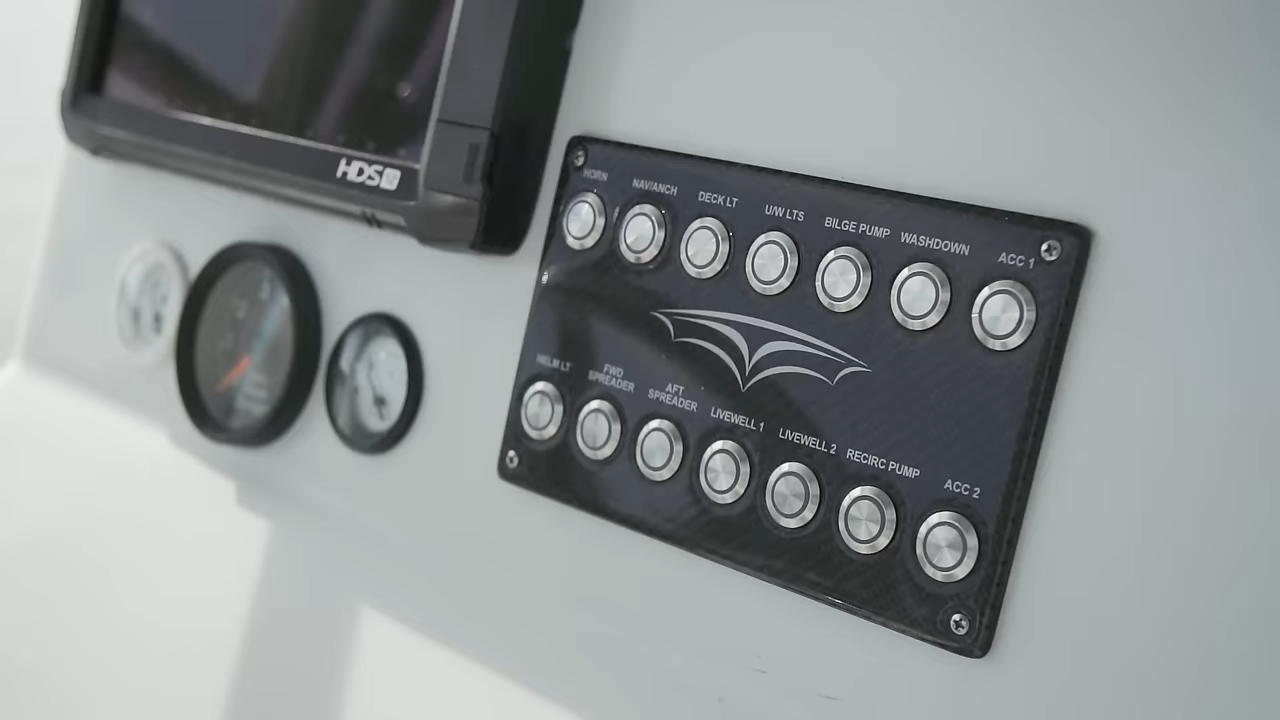 HDS
HORN
NAV/ANCH
DECK LT
U/W LTS
BILGE PUMP
WASHDOWN
ACC 1
HELM LT
FWD
SPREADER
AFT
SPREADER
LIVEWELL 1
LIVEWELL 2
RECIRC PUMP
ACC 2